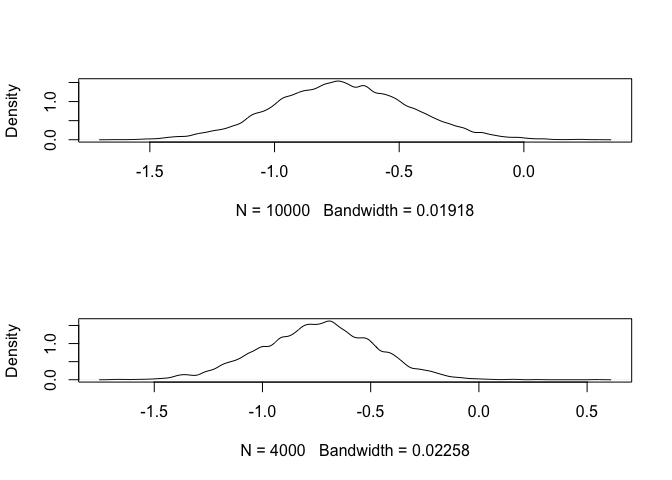 Density
1.0
0.0
-1.5 -1.0 -0.5 0.0
N = 10000 Bandwidth = 0.01918
Density
1.0
0.0
-1.5 -1.0 -0.5 0.0 0.5
N = 4000 Bandwidth = 0.02258